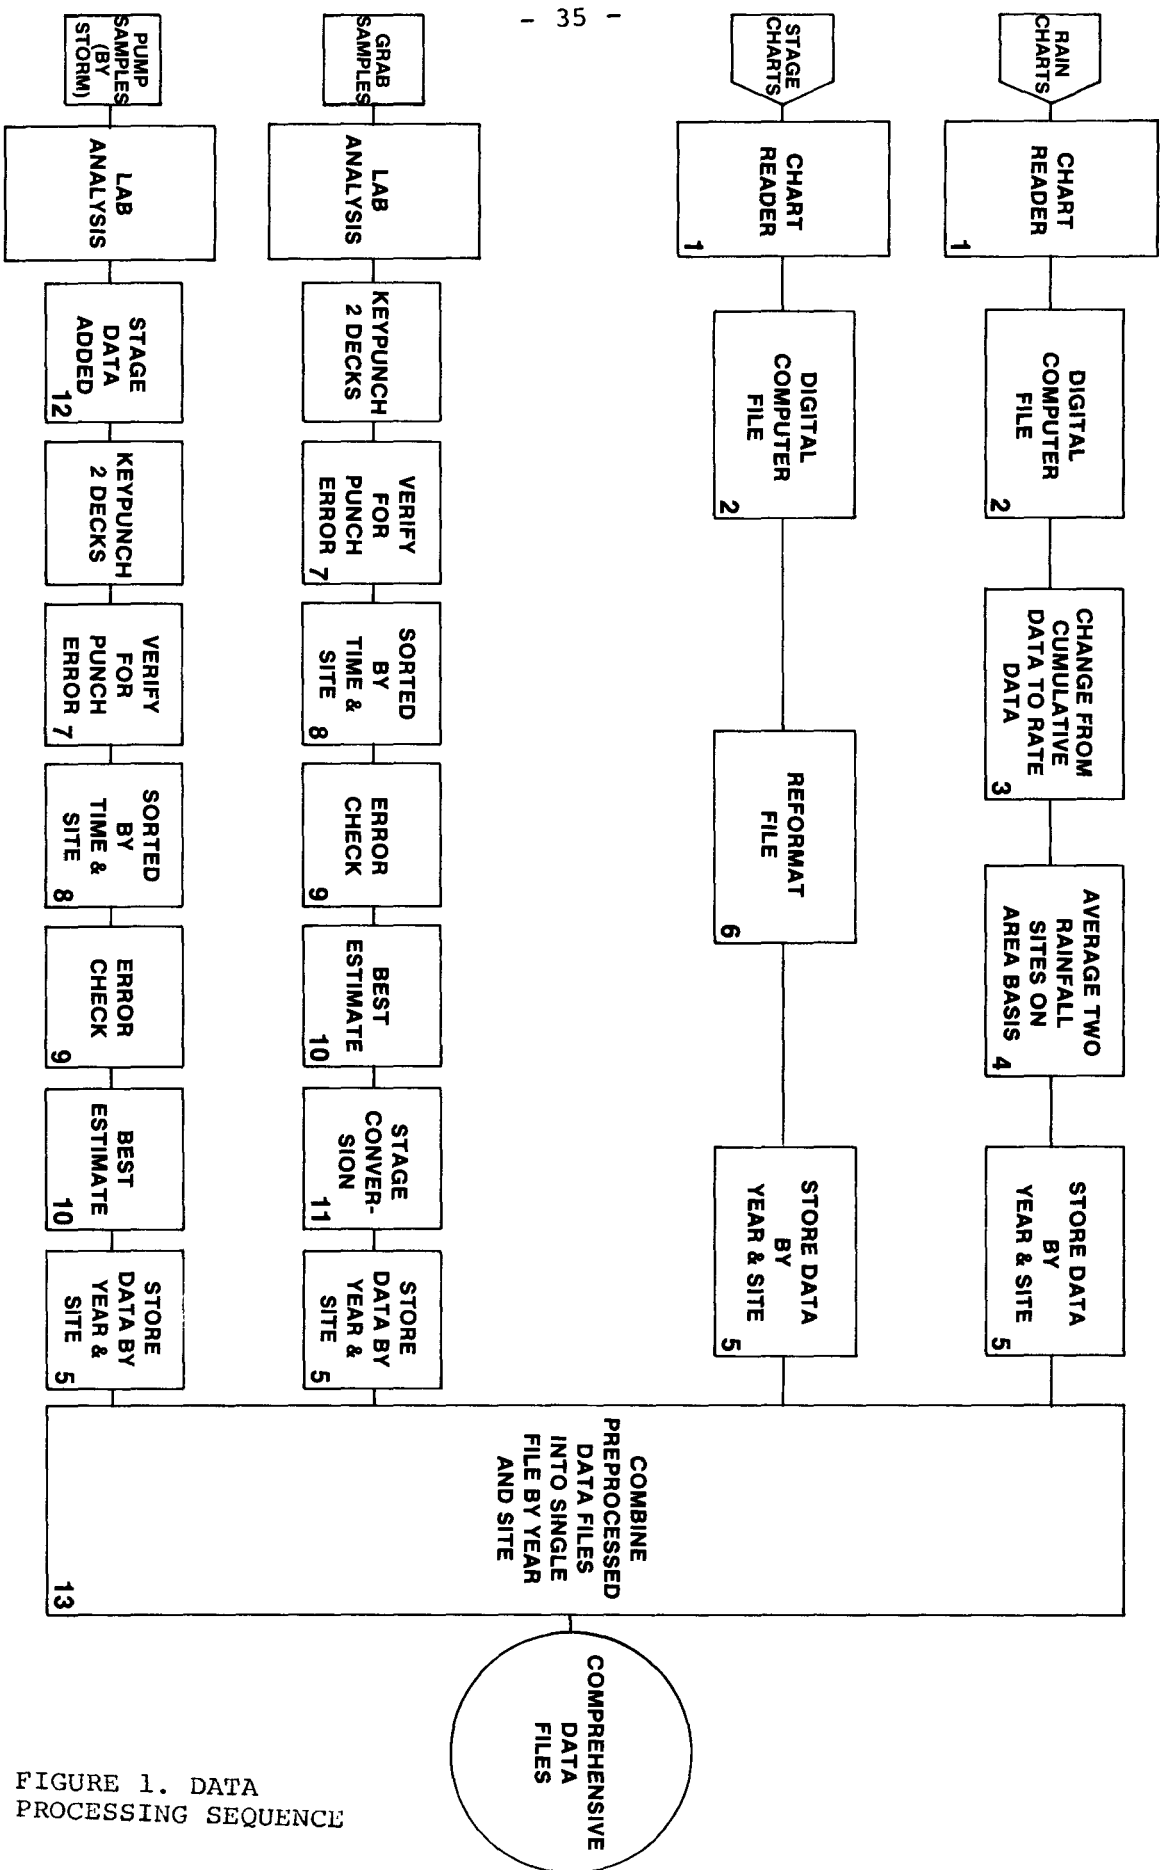 - 35 -
RAIN
CHARTS
CHART
READER
1
DIGITAL
COMPUTER
FILE
2
CHANGE FROM
CUMULATIVE
DATA TO RATE
DATA
3
AVERAGE TWO
RAINFALL
SITES ON
AREA BASIS
4
STORE DATA
BY
YEAR & SITE
5
STAGE
CHARTS
CHART
READER
1
DIGITAL
COMPUTER
FILE
2
REFORMAT
FILE
6
STORE DATA
BY
YEAR & SITE
5
GRAB
SAMPLES
LAB
ANALYSIS
KEYPUNCH
2 DECKS
VERIFY
FOR
PUNCH
ERROR
7
SORTED
BY
TIME &
SITE
8
ERROR
CHECK
9
BEST
ESTIMATE
10
STAGE
CONVER-
SION
11
STORE
DATA BY
YEAR &
SITE
5
PUMP
SAMPLES
(BY
STORM)
LAB
ANALYSIS
STAGE
DATA
ADDED
12
KEYPUNCH
2 DECKS
VERIFY
FOR
PUNCH
ERROR
7
SORTED
BY
TIME &
SITE
8
ERROR
CHECK
9
BEST
ESTIMATE
10
STORE
DATA BY
YEAR &
SITE
5
COMBINE
PREPROCESSED
DATA FILES
INTO SINGLE
FILE BY YEAR
AND SITE
13
COMPREHENSIVE
DATA
FILES
FIGURE 1. DATA
PROCESSING SEQUENCE